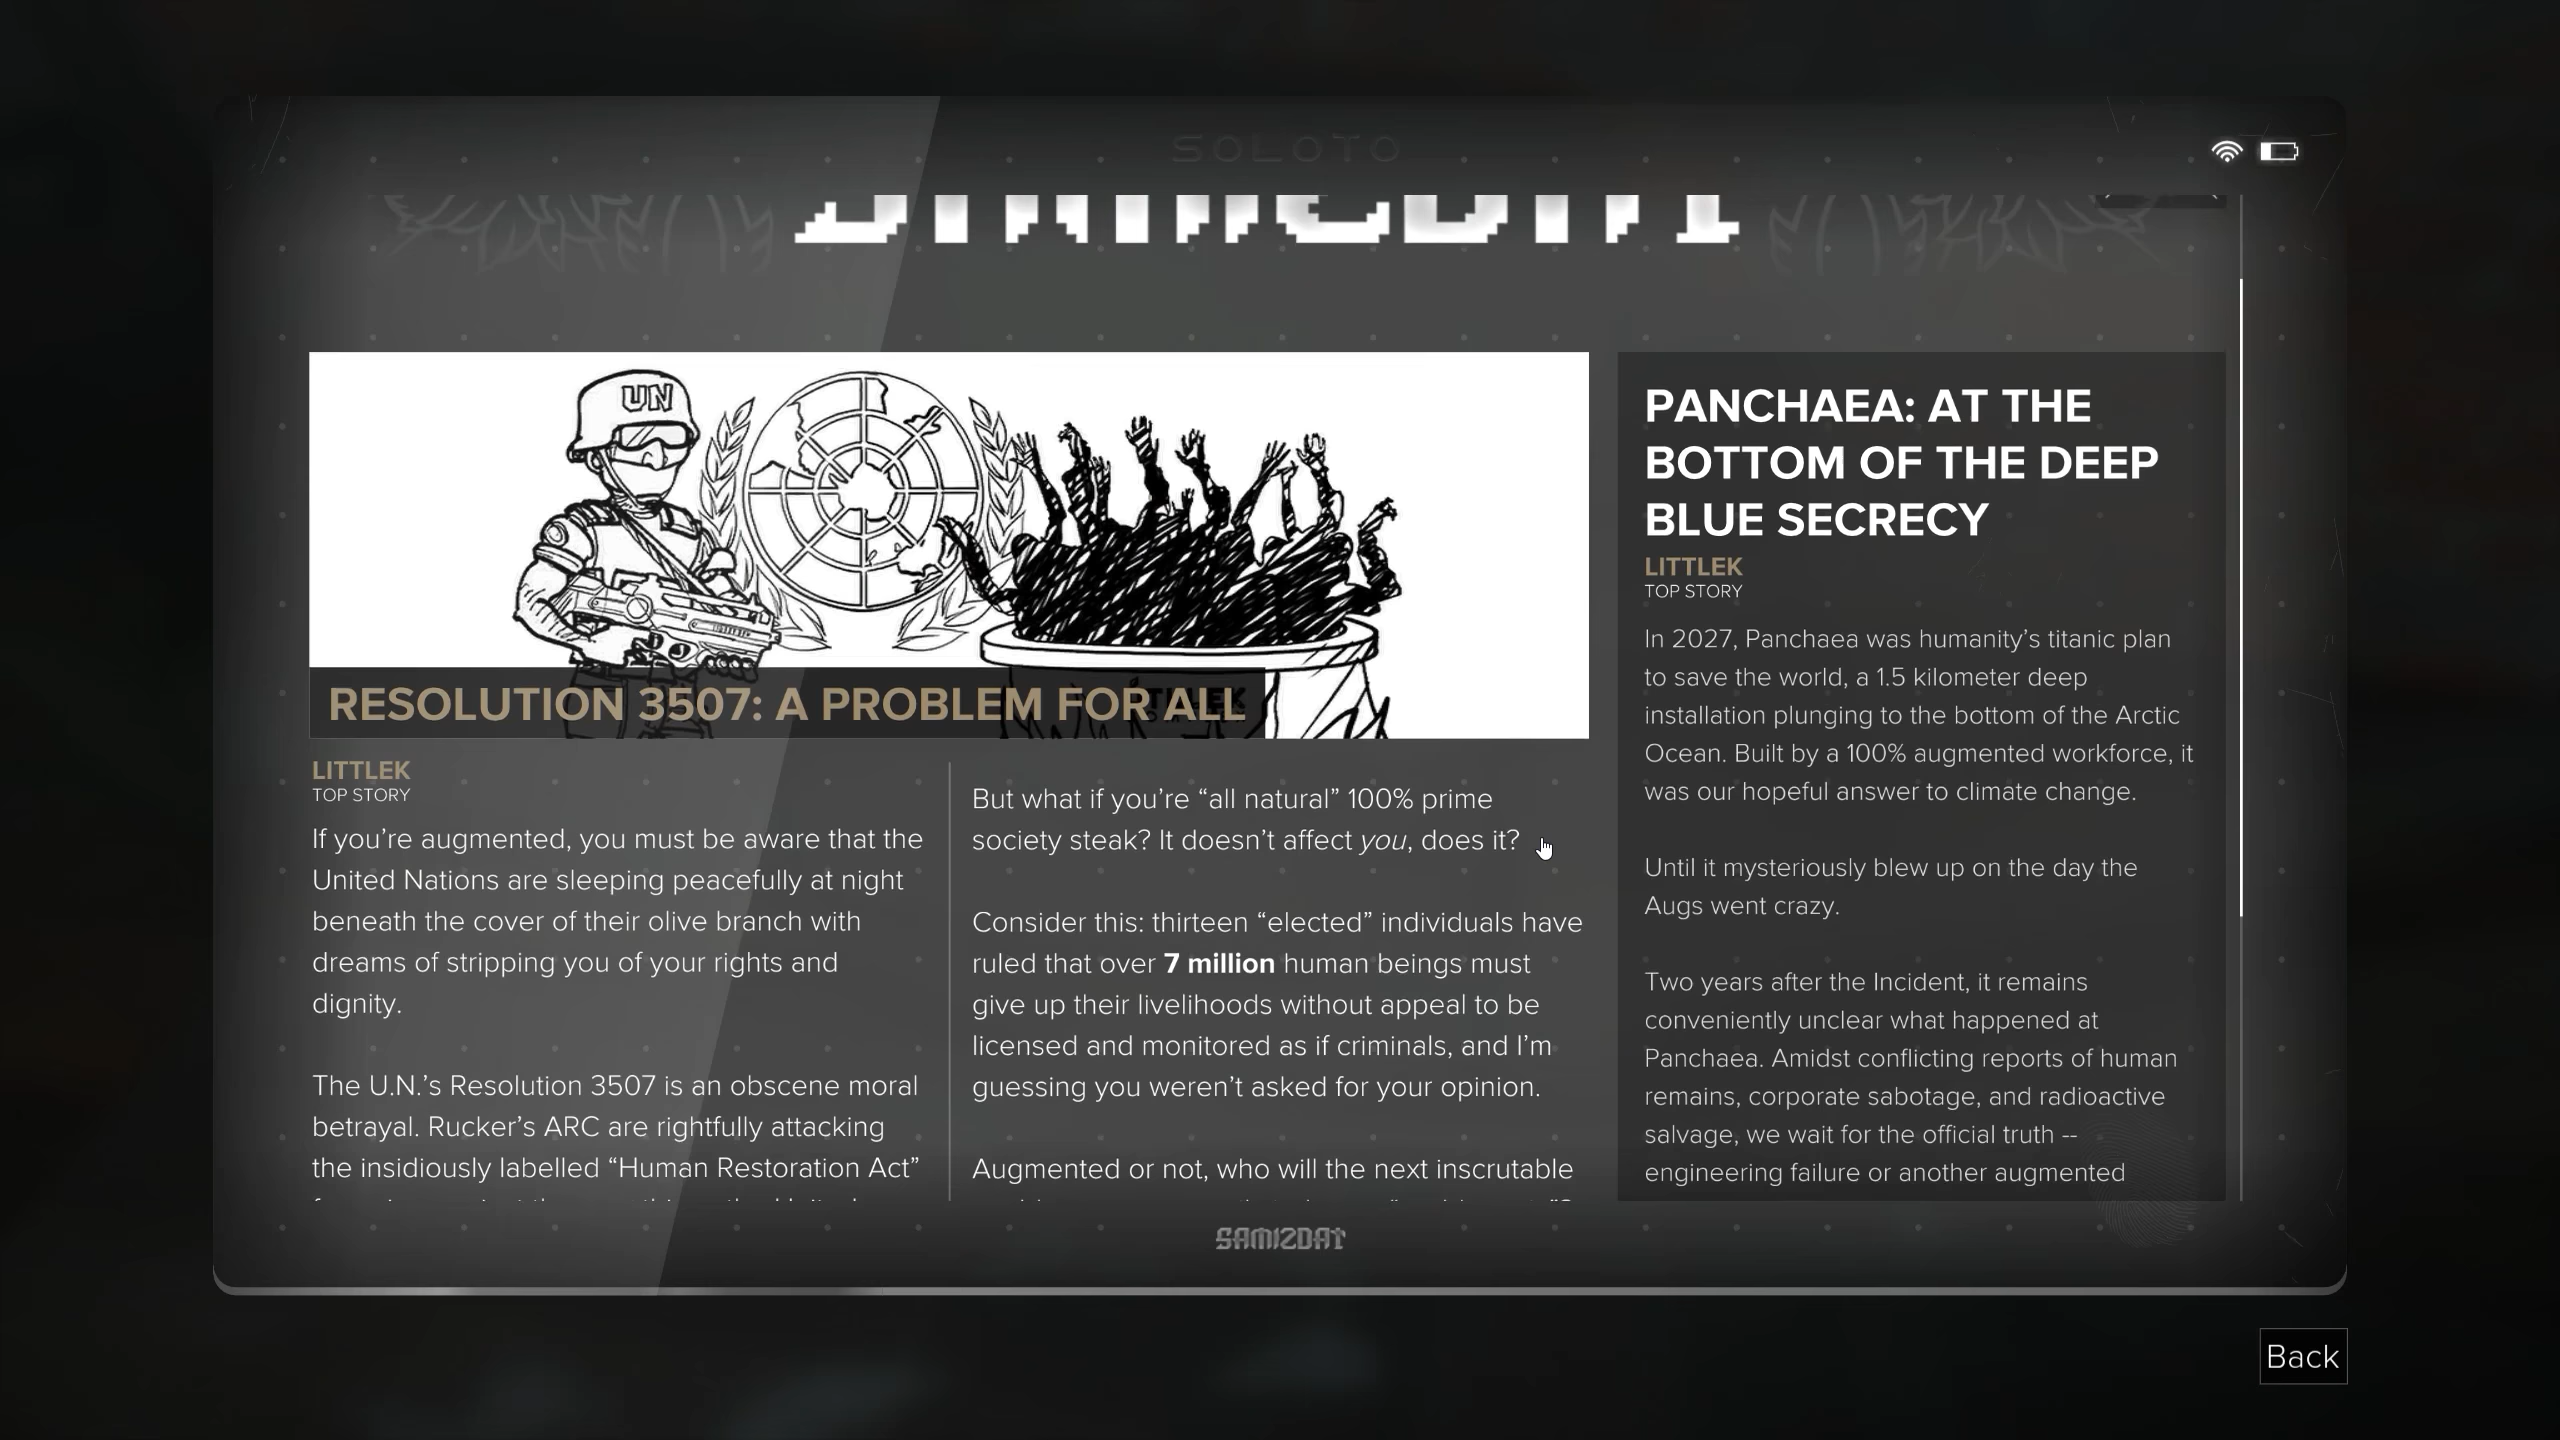 SOLOTO
SAMIZDAT
UN
RESOLUTION 3507: A PROBLEM FOR ALL
LITTLEK
TOP STORY
If you’re augmented, you must be aware that the
United Nations are sleeping peacefully at night
beneath the cover of their olive branch with
dreams of stripping you of your rights and
dignity.
The U.N.’s Resolution 3507 is an obscene moral
betrayal. Rucker’s ARC are rightfully attacking
the insidiously labelled “Human Restoration Act”
But what if you’re “all natural” 100% prime
society steak? It doesn’t affect you, does it?
Consider this: thirteen “elected” individuals have
ruled that over 7 million human beings must
give up their livelihoods without appeal to be
licensed and monitored as if criminals, and I’m
guessing you weren’t asked for your opinion.
Augmented or not, who will the next inscrutable
PANCHAEA: AT THE
BOTTOM OF THE DEEP
BLUE SECRECY
LITTLEK
TOP STORY
In 2027, Panchaea was humanity’s titanic plan
to save the world, a 1.5 kilometer deep
installation plunging to the bottom of the Arctic
Ocean. Built by a 100% augmented workforce, it
was our hopeful answer to climate change.
Until it mysteriously blew up on the day the
Augs went crazy.
Two years after the Incident, it remains
conveniently unclear what happened at
Panchaea. Amidst conflicting reports of human
remains, corporate sabotage, and radioactive
salvage, we wait for the official truth --
engineering failure or another augmented
SAMIZDAT
Back